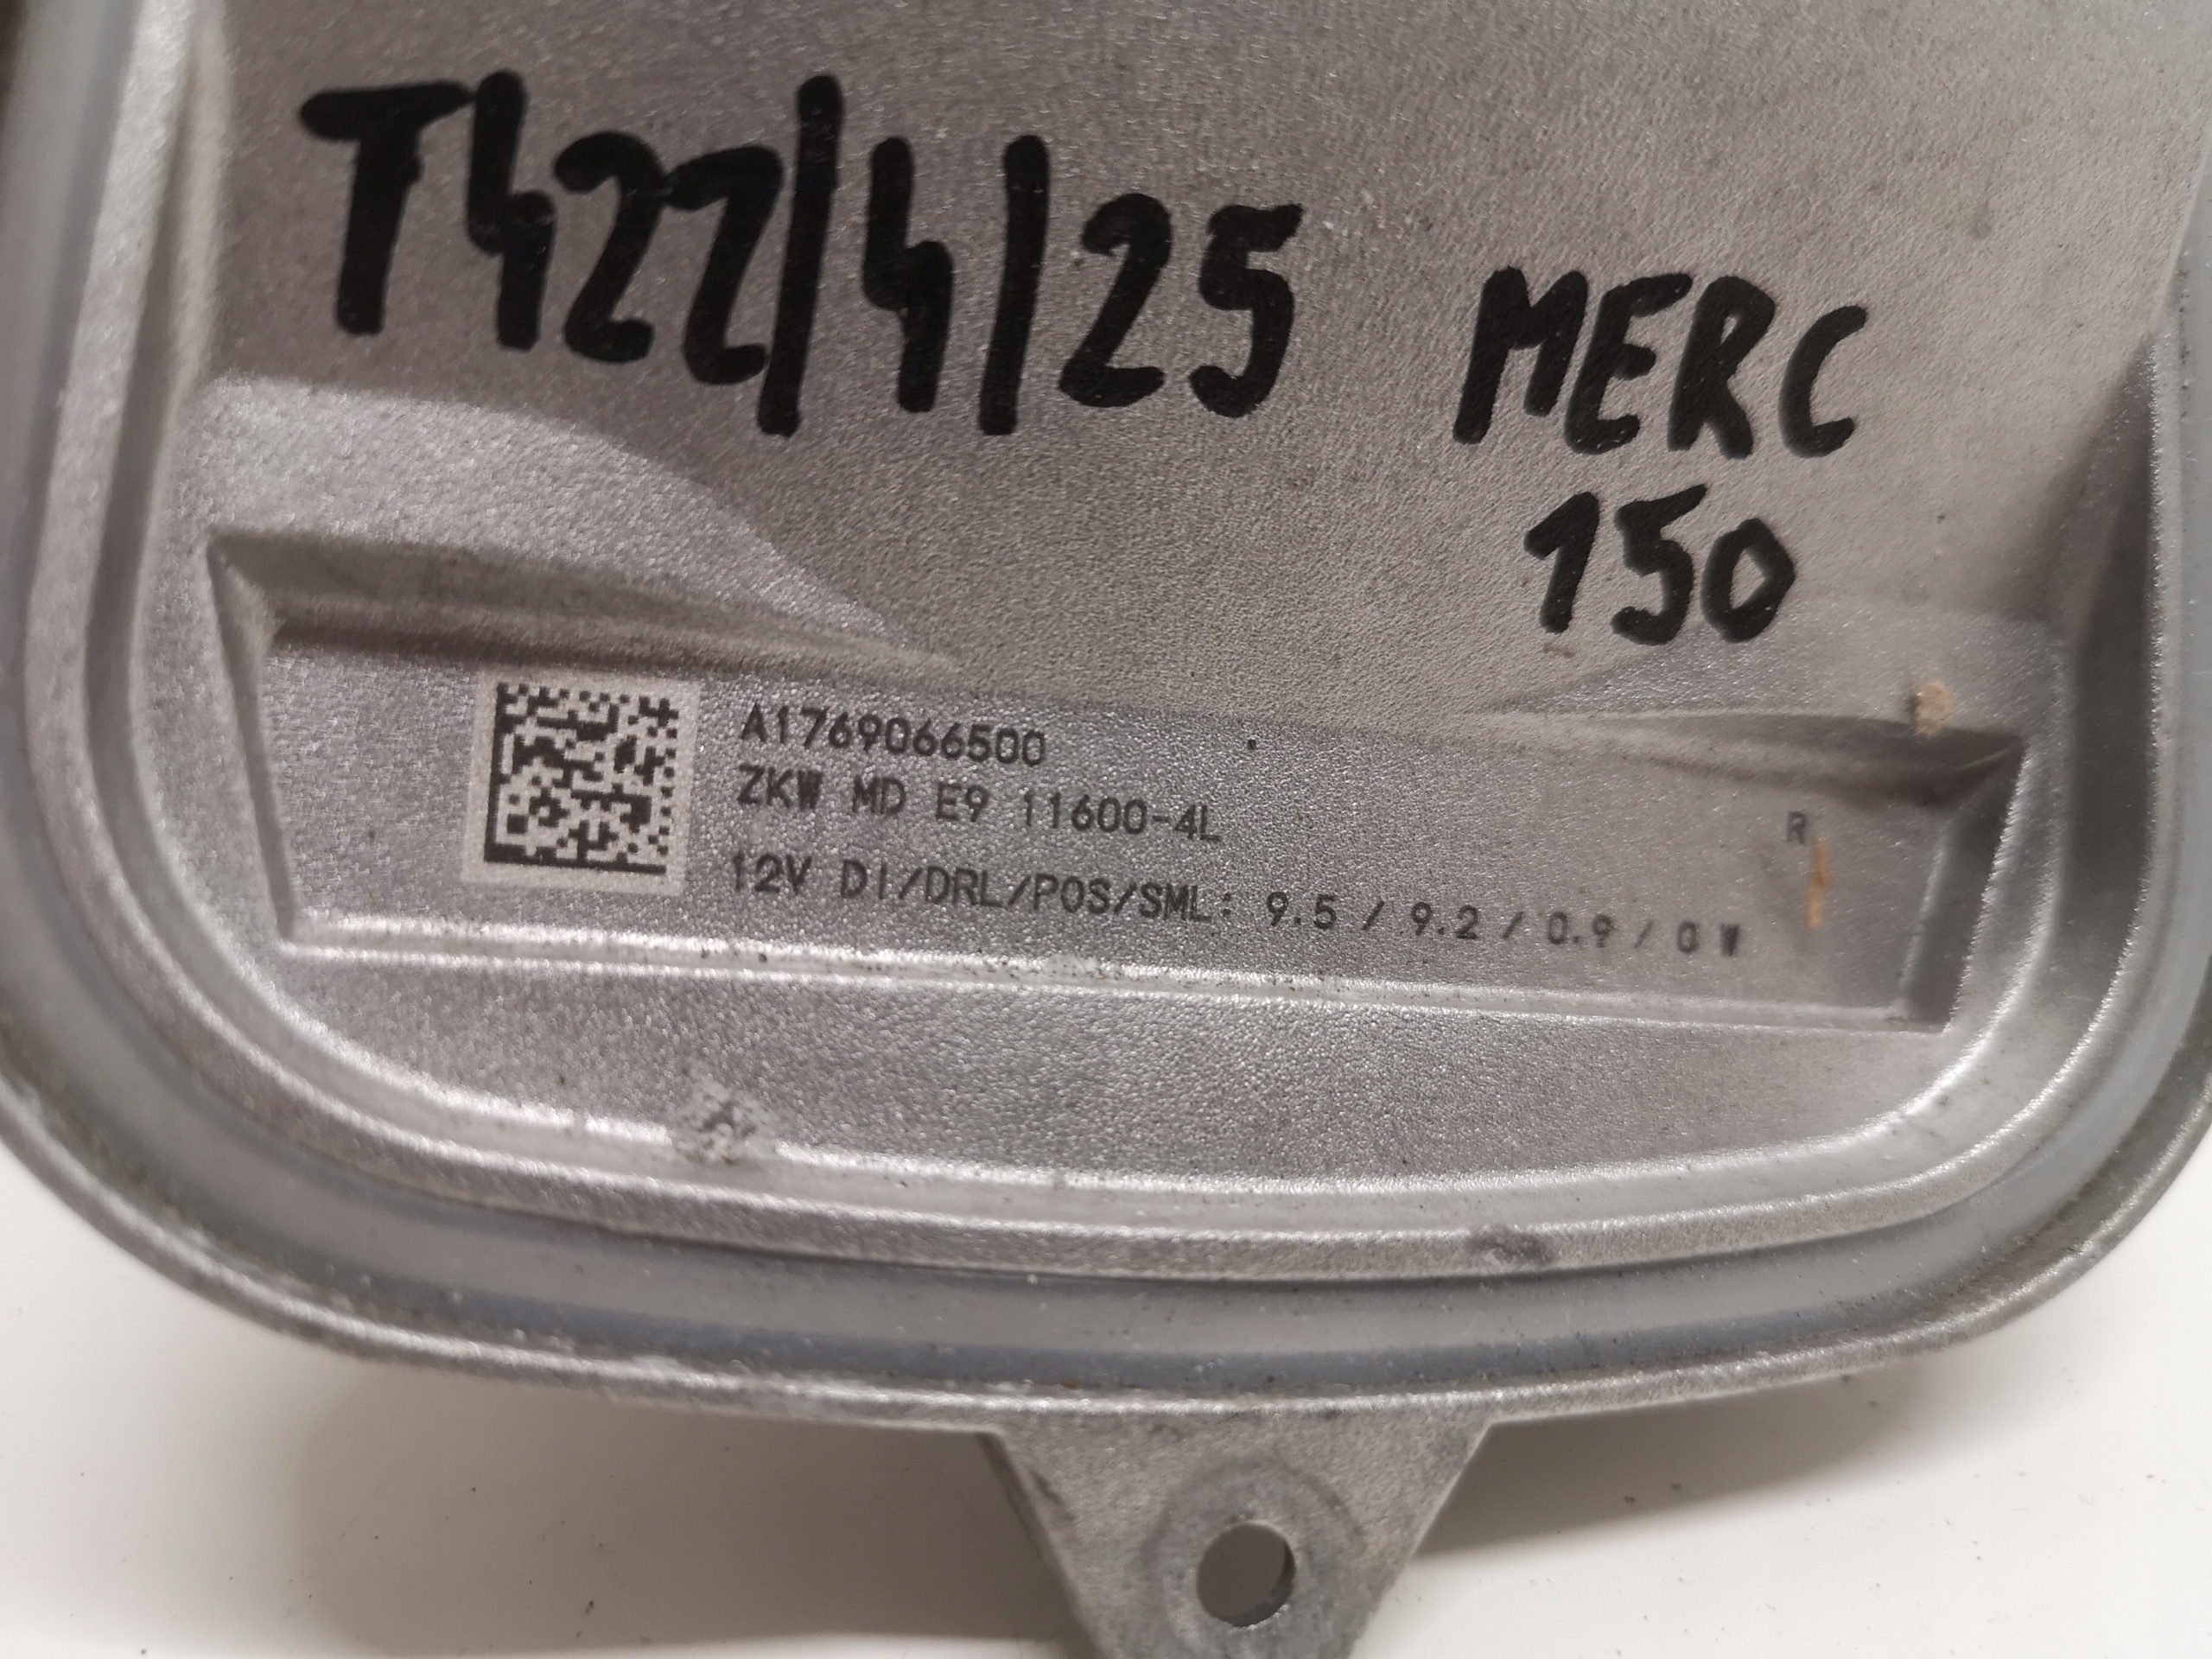 T422/4/25
MERC
150
A1769066500
ZKW MD E9 11600-4L
R
12V DI/DRL/POS/SML: 9.5 / 9.2 / 0.9 / 0 W